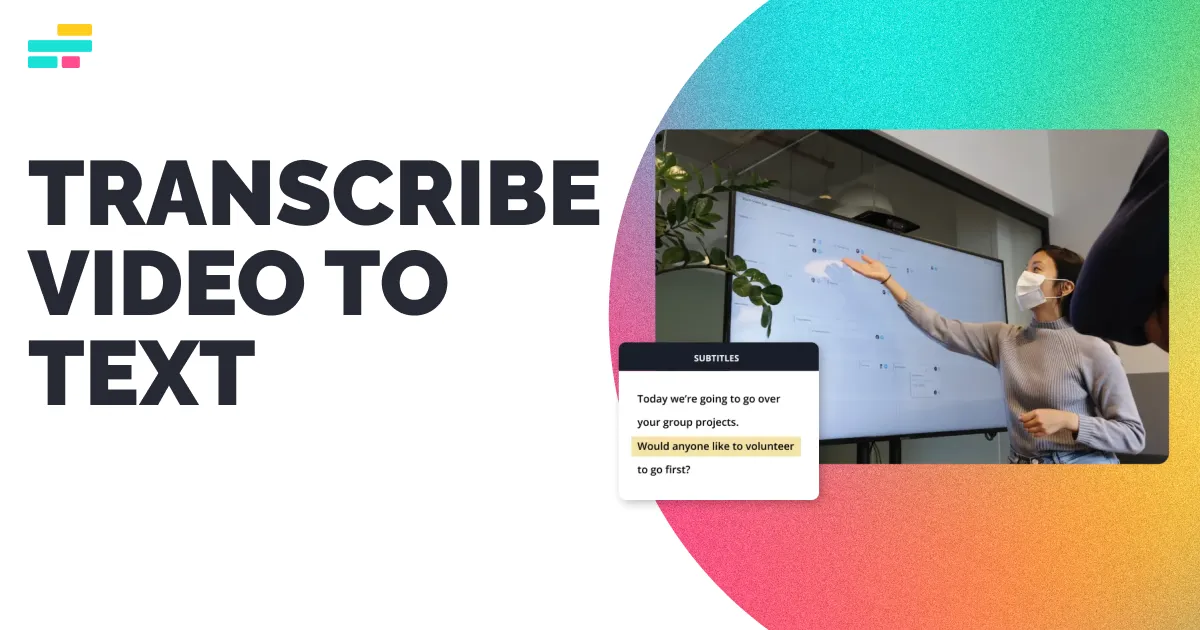 TRANSCRIBE
VIDEO TO
TEXT
SUBTITLES
Today we’re going to go over
your group projects.
Would anyone like to volunteer
to go first?